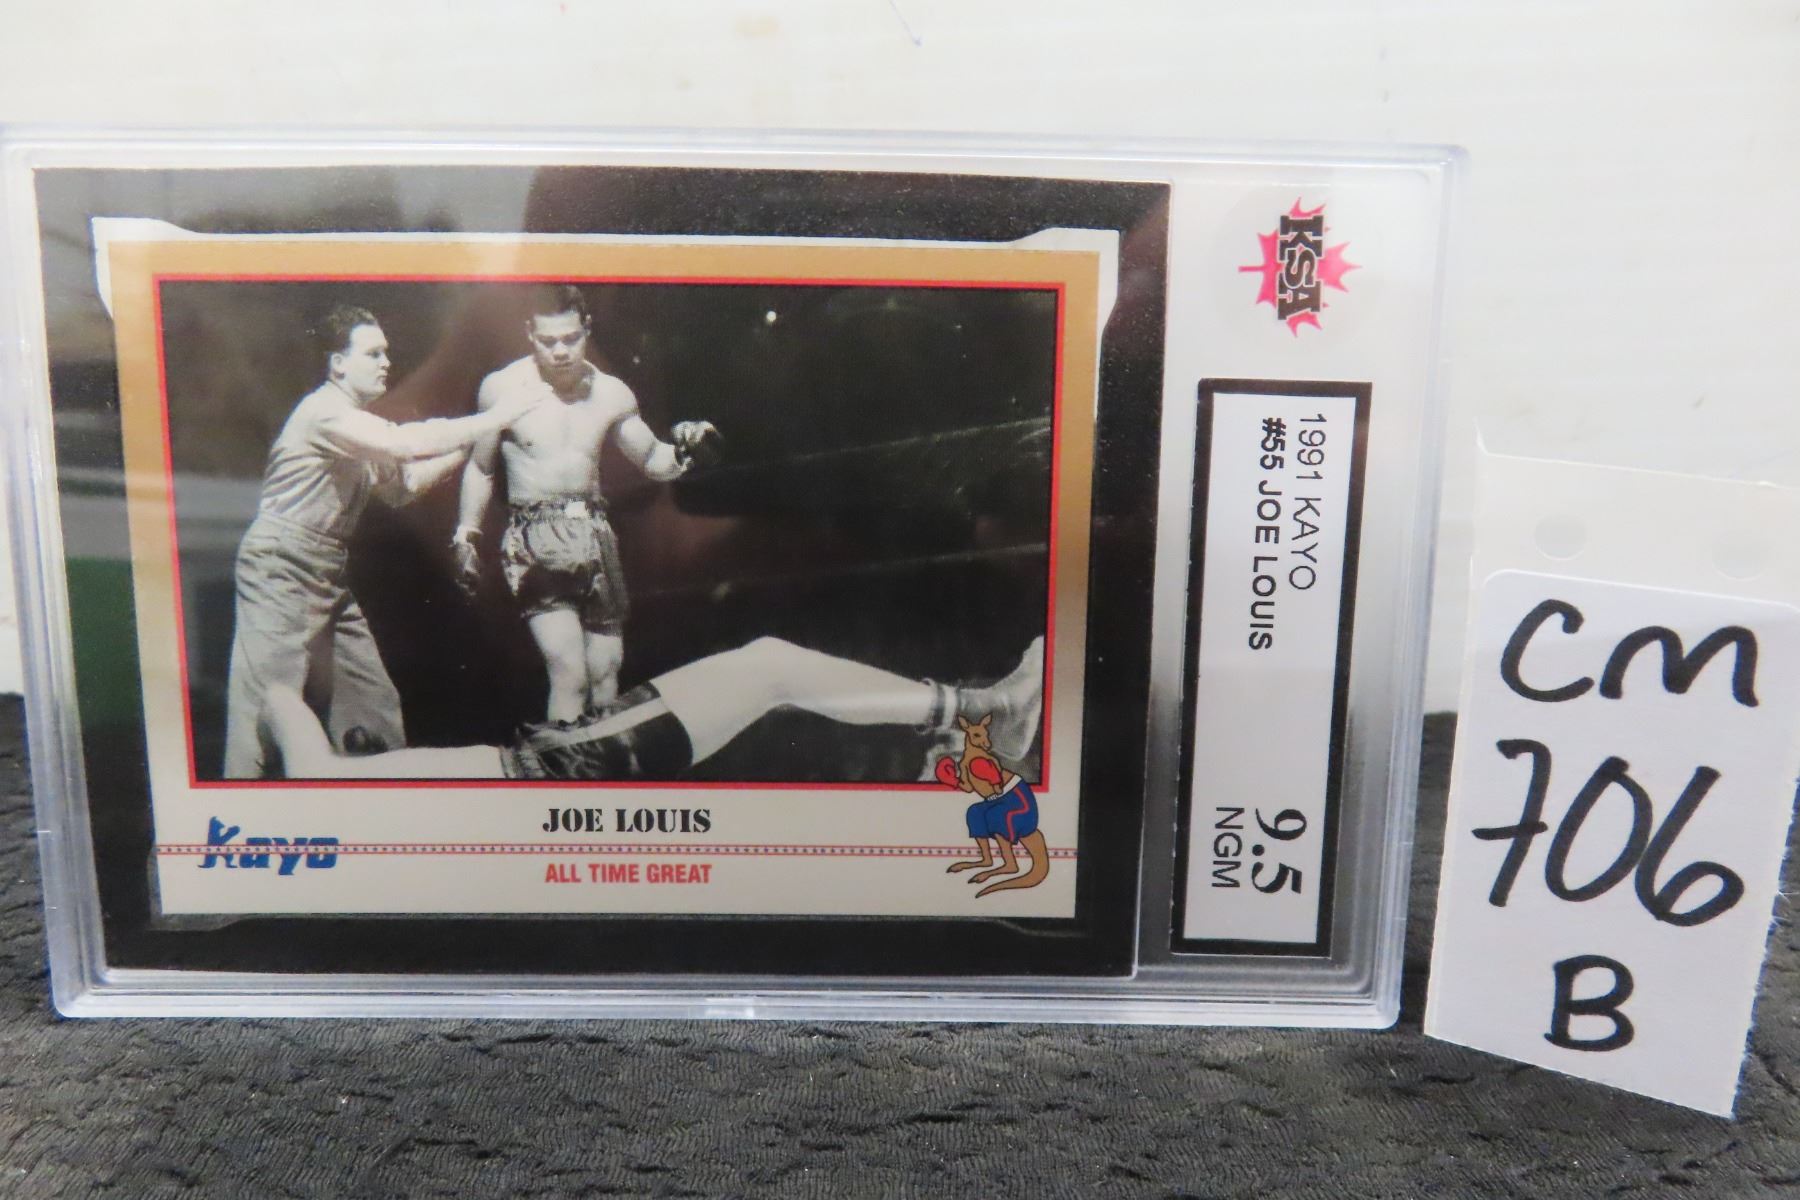 JOE LOUIS
Kayo
ALL TIME GREAT
KSA
1991 KAYO
#55 JOE LOUIS
9.5
NGM
CM
706
B